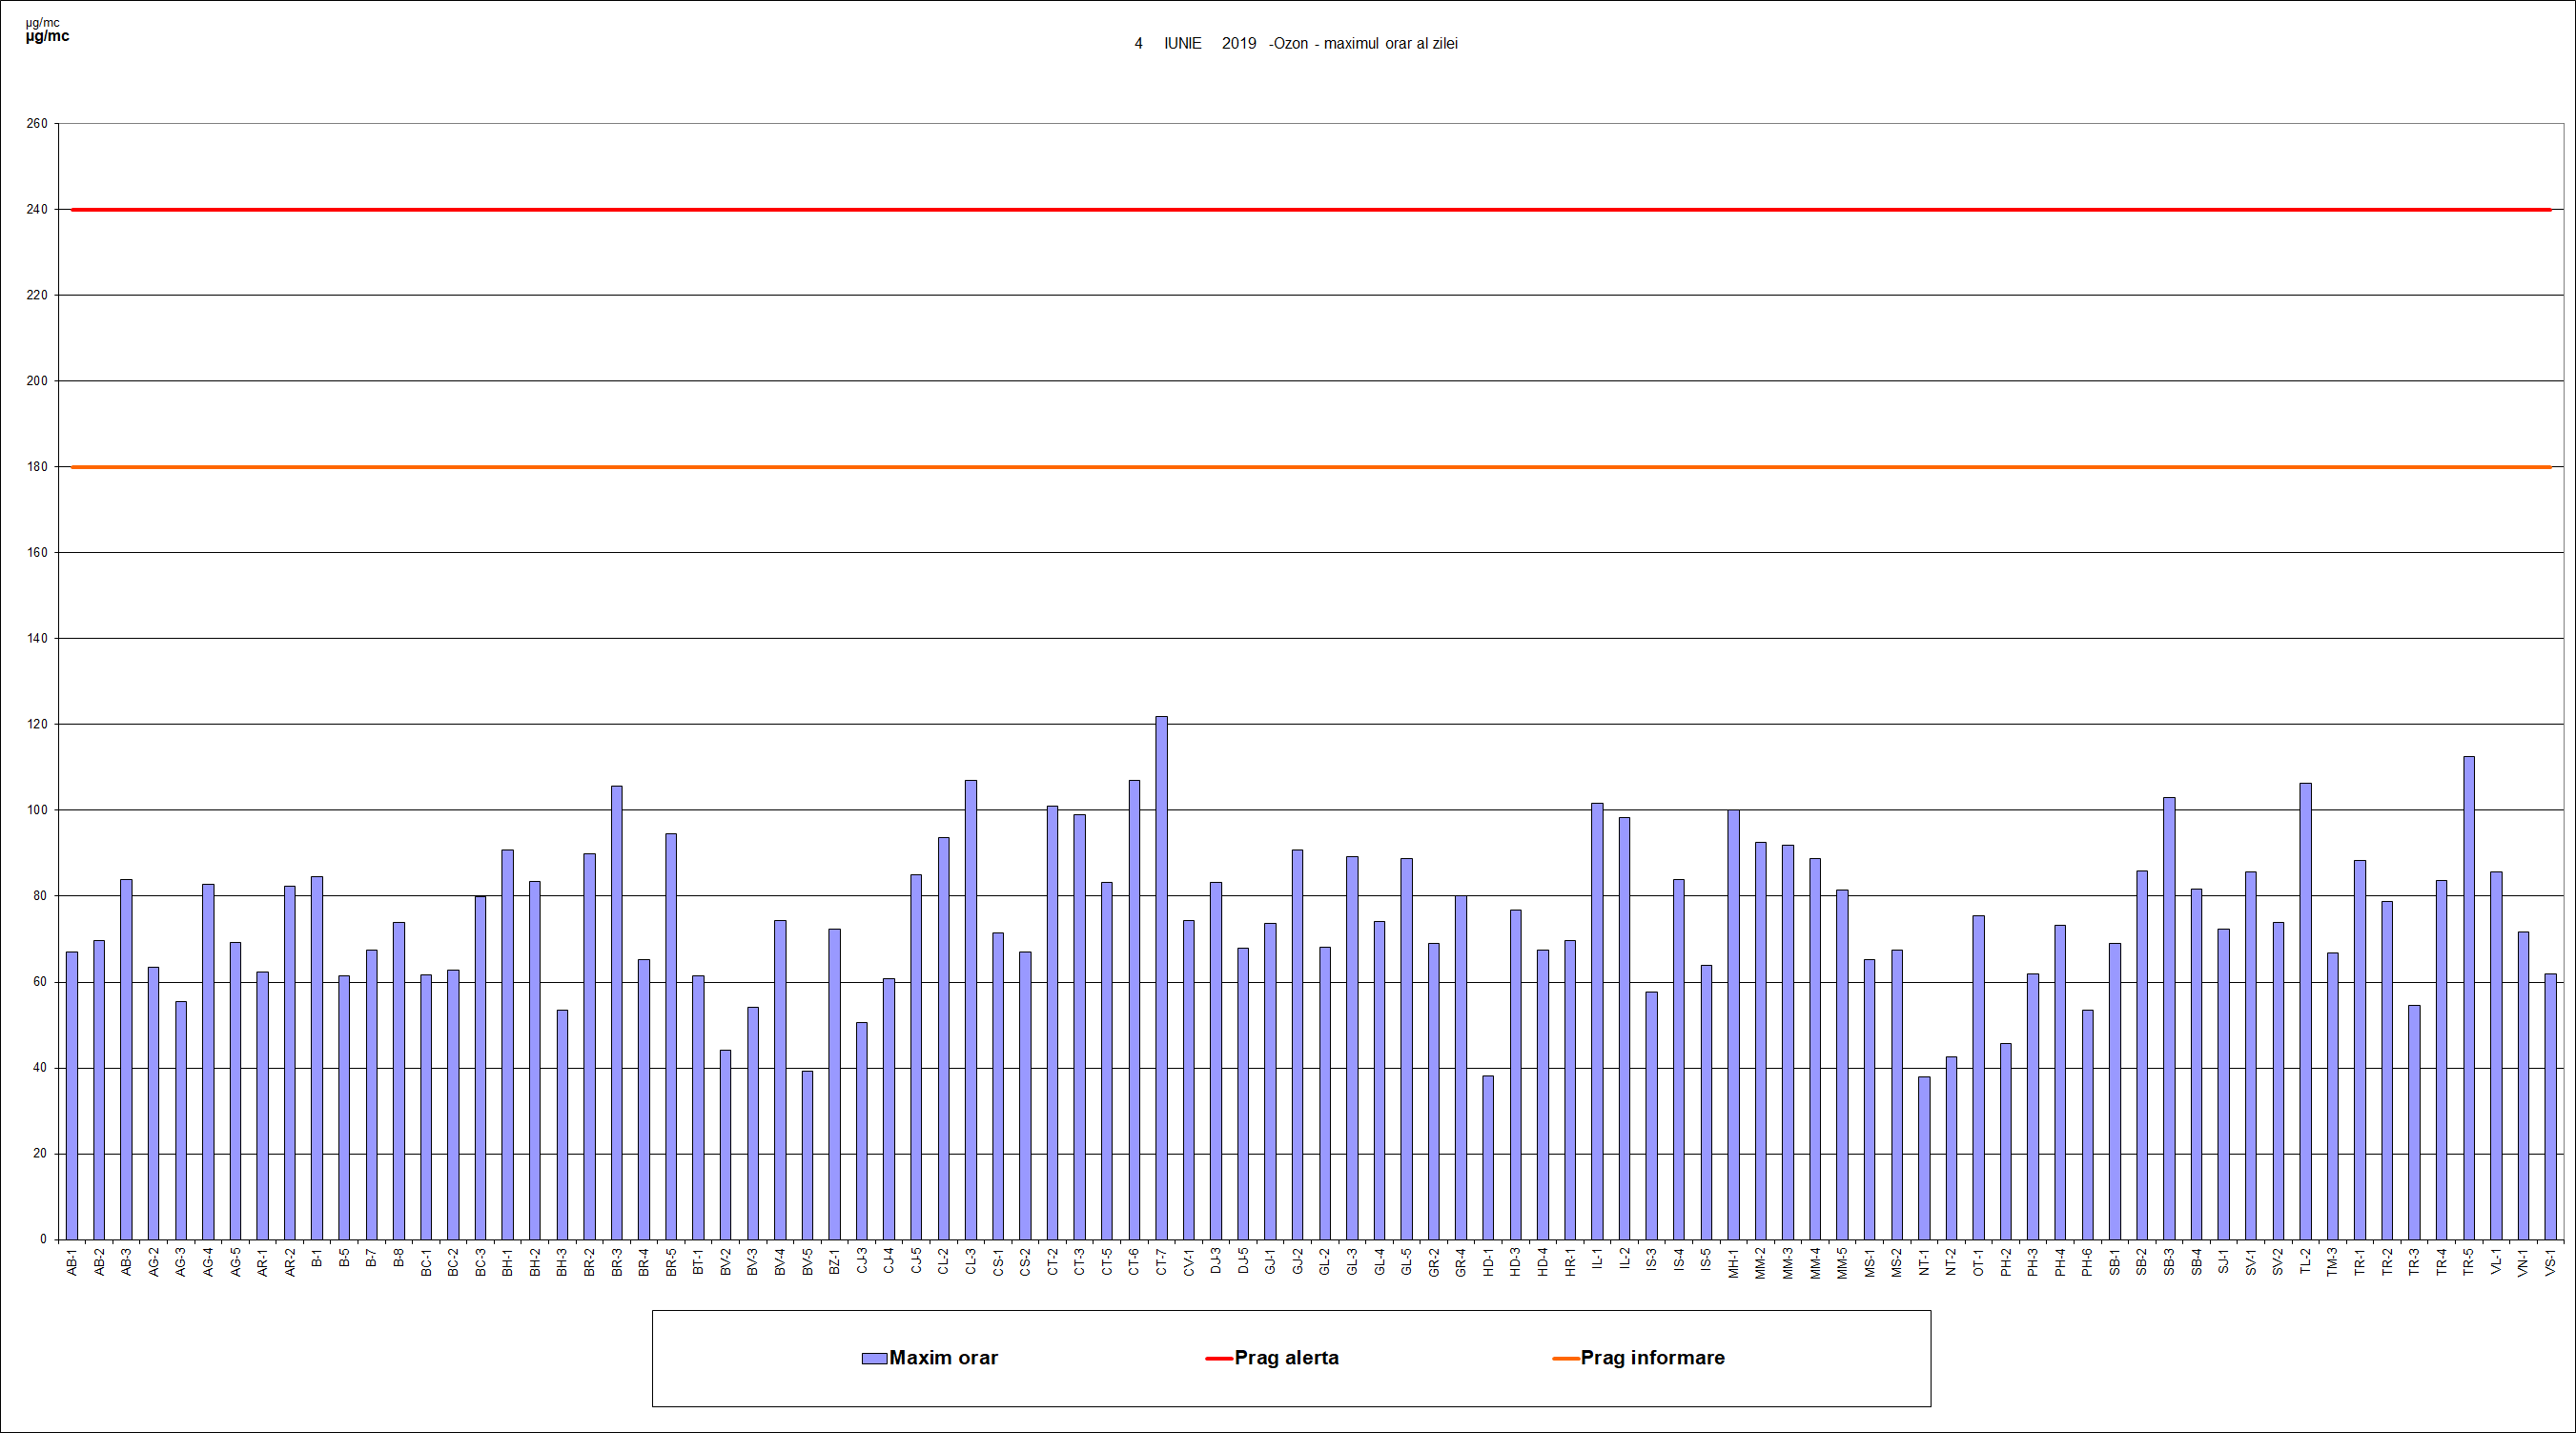 µg/mc
µg/mc
4 IUNIE 2019 -Ozon - maximul orar al zilei
260
240
220
200
180
160
140
120
100
80
60
40
20
0
AB-1 AB-2 AB-3 AG-2 AG-3 AG-4 AG-5 AR-1 AR-2 B-1 B-5 B-7 B-8 BC-1 BC-2 BC-3 BH-1 BH-2 BH-3 BR-2 BR-3 BR-4 BR-5 BT-1 BV-2 BV-3 BV-4 BV-5 BZ-1 CJ-3 CJ-4 CJ-5 CL-2 CL-3 CS-1 CS-2 CT-2 CT-3 CT-5 CT-6 CT-7 CV-1 DJ-3 DJ-5 GJ-1 GJ-2 GL-2 GL-3 GL-4 GL-5 GR-2 GR-4 HD-1 HD-3 HD-4 HR-1 IL-1 IL-2 IS-3 IS-4 IS-5 MH-1 MM-2 MM-3 MM-4 MM-5 MS-1 MS-2 NT-1 NT-2 OT-1 PH-2 PH-3 PH-4 PH-6 SB-1 SB-2 SB-3 SB-4 SJ-1 SV-1 SV-2 TL-2 TM-3 TR-1 TR-2 TR-3 TR-4 TR-5 VL-1 VN-1 VS-1
Maxim orar Prag alerta Prag informare